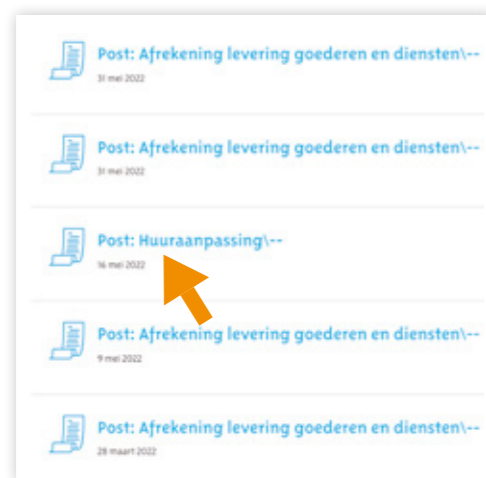 Post: Afrekening levering goederen en diensten\--
31 mei 2022
Post: Afrekening levering goederen en diensten\--
31 mei 2022
Post: Huuraanpassing\--
16 mei 2022
Post: Afrekening levering goederen en diensten\--
9 mei 2022
Post: Afrekening levering goederen en diensten\--
28 maart 2022